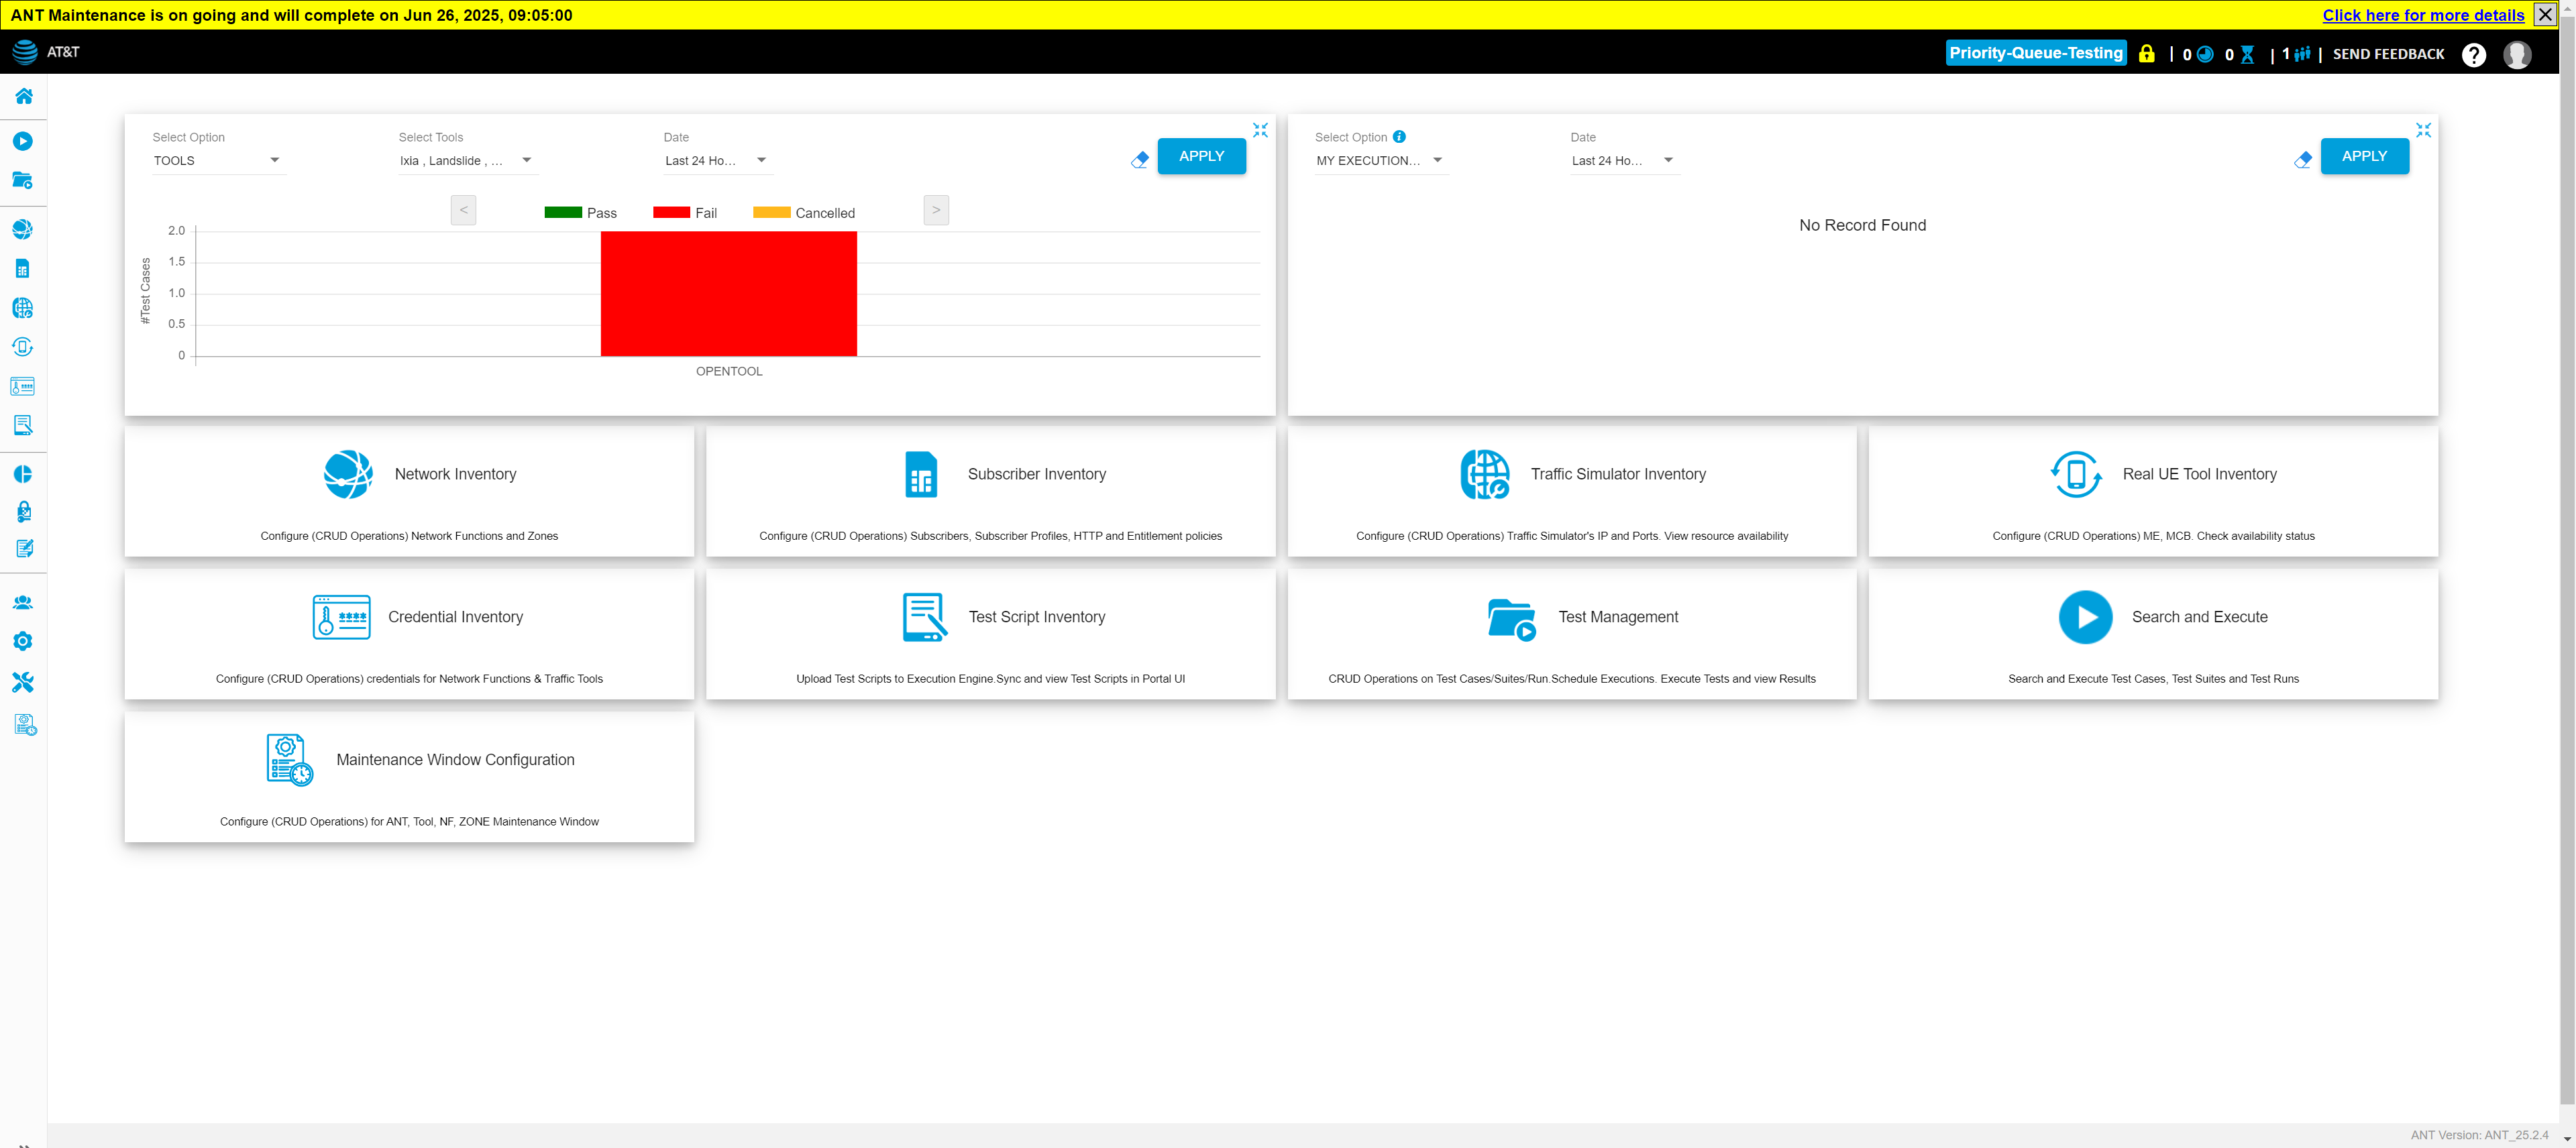 ANT Maintenance is on going and will complete on Jun 26, 2025, 09:05:00
Click here for more details
AT&T
Priority-Queue-Testing | 0 0 | 1 | SEND FEEDBACK ?
Select Option
Select Tools
Date
TOOLS
Ixia , Landslide , ...
Last 24 Ho...
APPLY
< Pass Fail Cancelled >
#Test Cases
2.0
1.5
1.0
0.5
0
OPENTOOL
Select Option
Date
MY EXECUTION...
Last 24 Ho...
APPLY
No Record Found
Network Inventory
Configure (CRUD Operations) Network Functions and Zones
Subscriber Inventory
Configure (CRUD Operations) Subscribers, Subscriber Profiles, HTTP and Entitlement policies
Traffic Simulator Inventory
Configure (CRUD Operations) Traffic Simulator's IP and Ports. View resource availability
Real UE Tool Inventory
Configure (CRUD Operations) ME, MCB. Check availability status
Credential Inventory
Configure (CRUD Operations) credentials for Network Functions & Traffic Tools
Test Script Inventory
Upload Test Scripts to Execution Engine.Sync and view Test Scripts in Portal UI
Test Management
CRUD Operations on Test Cases/Suites/Run.Schedule Executions. Execute Tests and view Results
Search and Execute
Search and Execute Test Cases, Test Suites and Test Runs
Maintenance Window Configuration
Configure (CRUD Operations) for ANT, Tool, NF, ZONE Maintenance Window
ANT Version: ANT_25.2.4